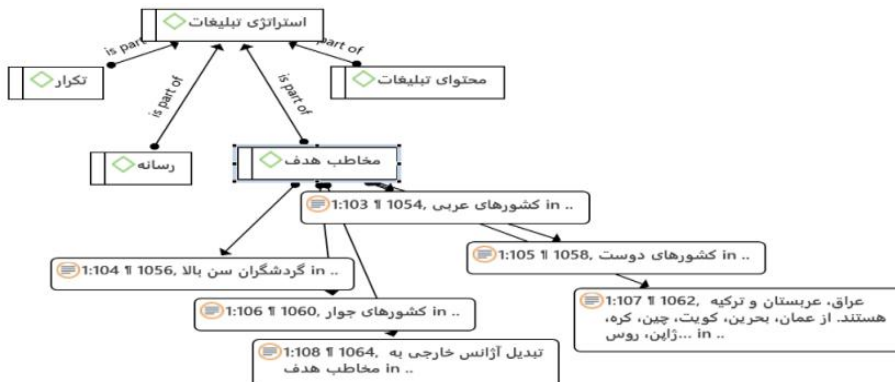 استراتژی تبلیغات
is part
part of
تکرار
محتوای تبلیغات
is part of
is part of
رسانه
مخاطب هدف
1:103 ¶ 1054, کشورهای عربی in ..
1:105 ¶ 1058, کشورهای دوست in ..
1:104 ¶ 1056, گردشگران سن بالا in ..
1:107 ¶ 1062, عراق، عربستان و ترکیه
هستند. از عمان، بحرین، کویت، چین، کره،
ژاپن، روس... in ..
1:106 ¶ 1060, کشورهای جوار in ..
1:108 ¶ 1064, تبدیل آژانس خارجی به
مخاطب هدف in ..